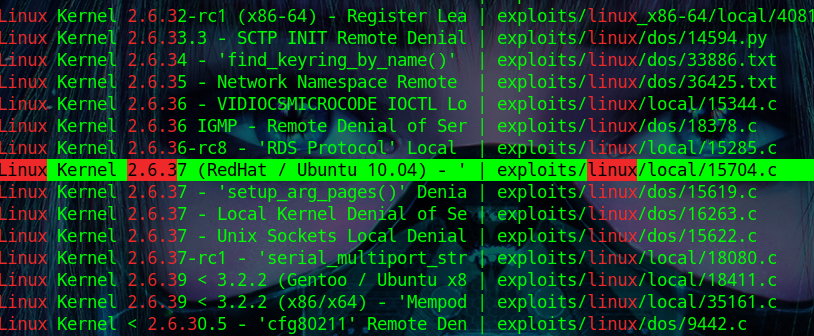 Linux Kernel 2.6.32-rc1 (x86-64) - Register Lea | exploits/linux_x86-64/local/4081
Linux Kernel 2.6.33.3 - SCTP INIT Remote Denial | exploits/linux/dos/14594.py
Linux Kernel 2.6.34 - 'find_keyring_by_name()' | exploits/linux/dos/33886.txt
Linux Kernel 2.6.35 - Network Namespace Remote | exploits/linux/dos/36425.txt
Linux Kernel 2.6.36 - VIDIOCSMICROCODE IOCTL Lo | exploits/linux/local/15344.c
Linux Kernel 2.6.36 IGMP - Remote Denial of Ser | exploits/linux/dos/18378.c
Linux Kernel 2.6.36-rc8 - 'RDS Protocol' Local | exploits/linux/local/15285.c
Linux Kernel 2.6.37 (RedHat / Ubuntu 10.04) - ' | exploits/linux/local/15704.c
Linux Kernel 2.6.37 - 'setup_arg_pages()' Denia | exploits/linux/dos/15619.c
Linux Kernel 2.6.37 - Local Kernel Denial of Se | exploits/linux/dos/16263.c
Linux Kernel 2.6.37 - Unix Sockets Local Denial | exploits/linux/dos/15622.c
Linux Kernel 2.6.37-rc1 - 'serial_multiport_str | exploits/linux/local/18080.c
Linux Kernel 2.6.39 < 3.2.2 (Gentoo / Ubuntu x8 | exploits/linux/local/18411.c
Linux Kernel 2.6.39 < 3.2.2 (x86/x64) - 'Mempod | exploits/linux/local/35161.c
Linux Kernel < 2.6.30.5 - 'cfg80211' Remote Den | exploits/linux/dos/9442.c